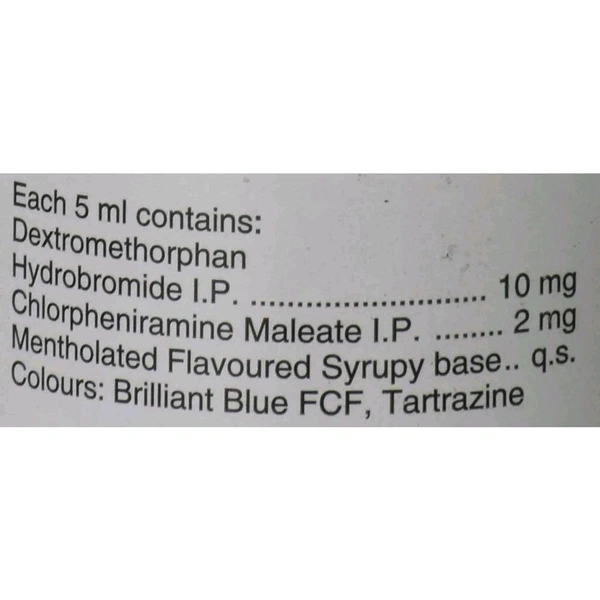 Each 5 ml contains:
Dextromethorphan
Hydrobromide I.P. ........................... 10 mg
Chlorpheniramine Maleate I.P. ........ 2 mg
Mentholated Flavoured Syrupy base.. q.s.
Colours: Brilliant Blue FCF, Tartrazine